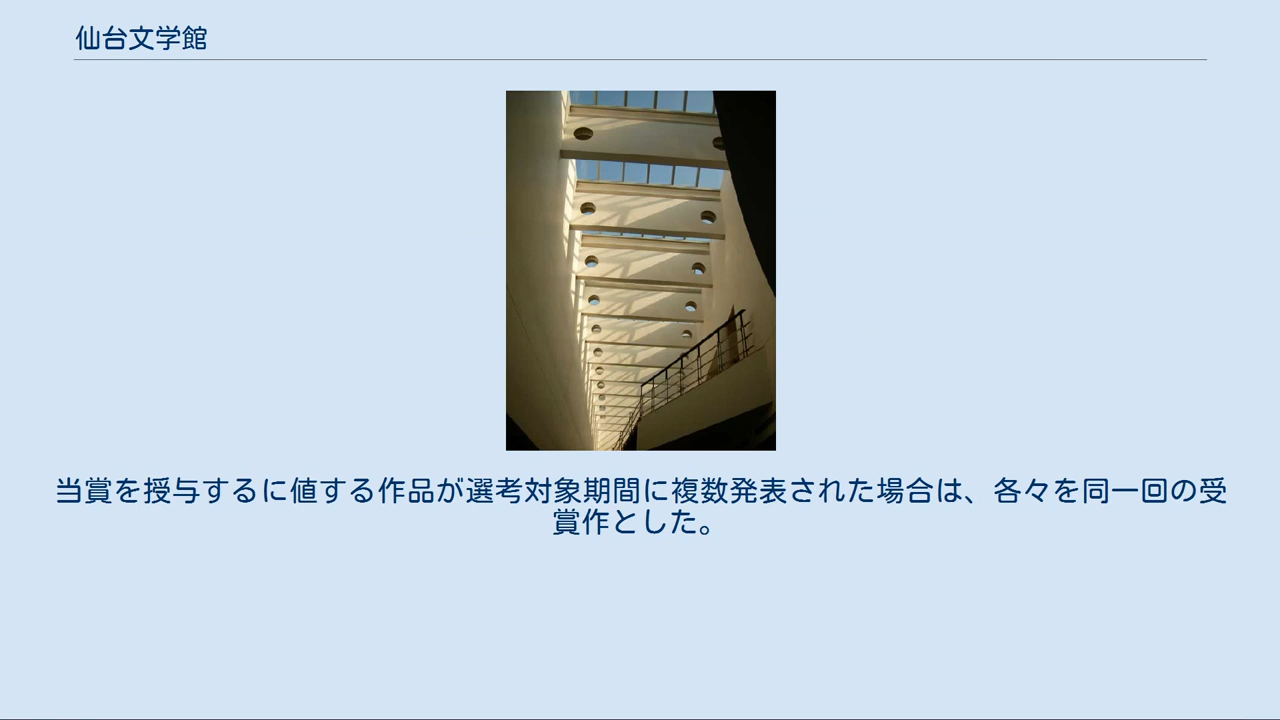 仙台文学館
当賞を授与するに値する作品が選考対象期間に複数発表された場合は、各々を同一回の受
賞作とした。